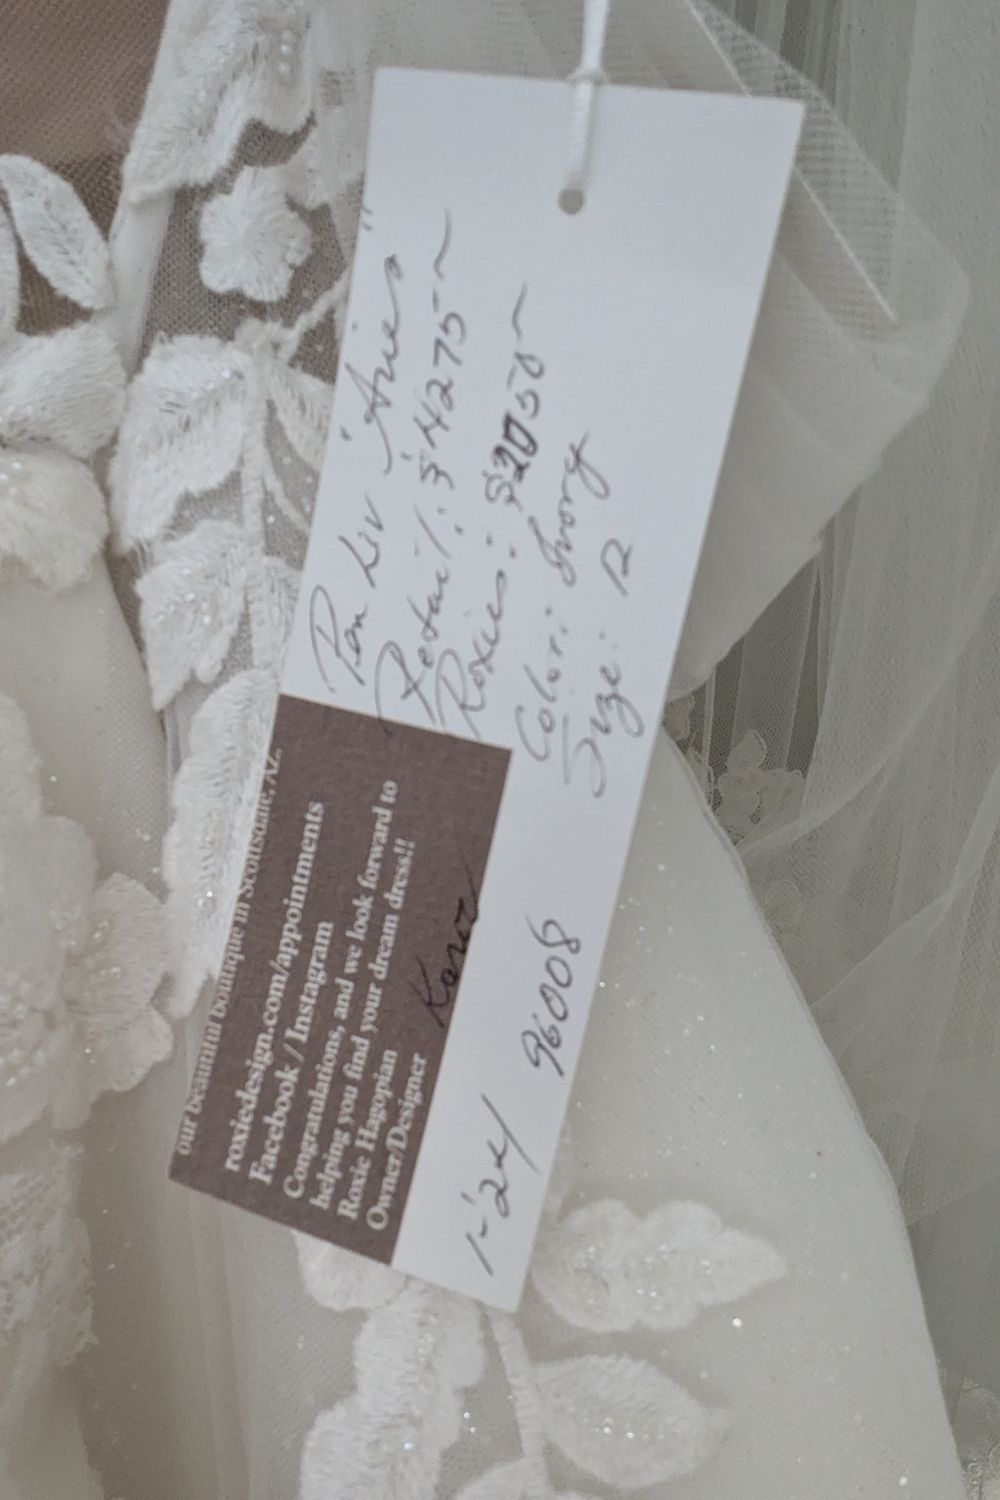 Pen Liv "Aries"
Retail: $4275-
Roxies: $2050-
Color: Ivory
Size: 12
our beautiful boutique in Scottsdale, AZ.
roxiedesign.com/appointments
Facebook / Instagram
Congratulations, and we look forward to
helping you find your dream dress!!
Roxie Hagopian
Owner/Designer
1-24 96008